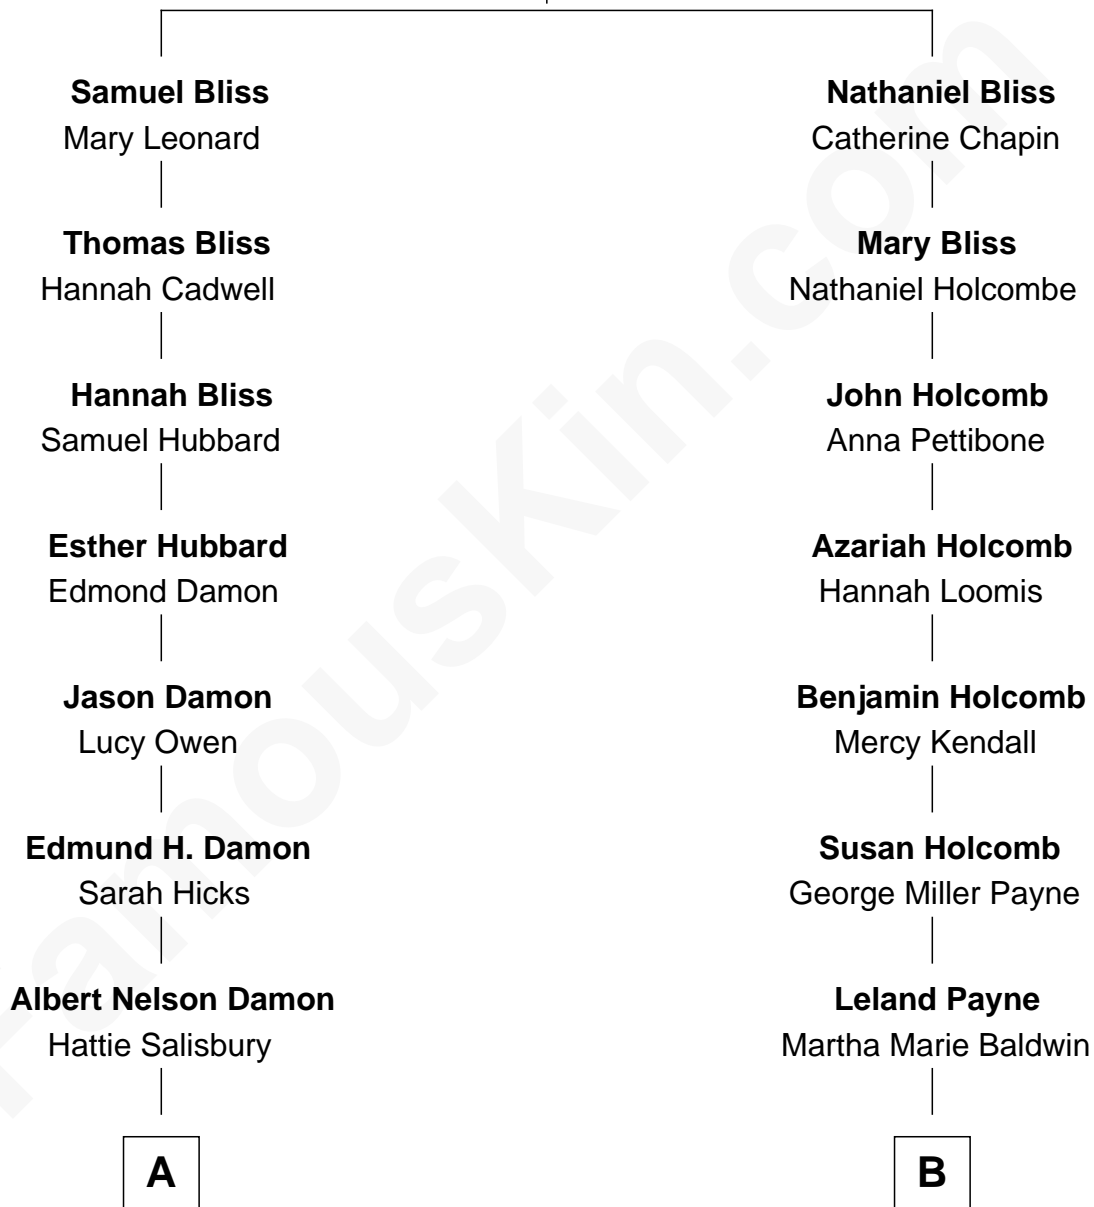 Samuel Bliss
Mary Leonard
Thomas Bliss
Hannah Cadwell
Hannah Bliss
Samuel Hubbard
Esther Hubbard
Edmond Damon
Jason Damon
Lucy Owen
Edmund H. Damon
Sarah Hicks
Albert Nelson Damon
Hattie Salisbury
A
Nathaniel Bliss
Catherine Chapin
Mary Bliss
Nathaniel Holcombe
John Holcomb
Anna Pettibone
Azariah Holcomb
Hannah Loomis
Benjamin Holcomb
Mercy Kendall
Susan Holcomb
George Miller Payne
Leland Payne
Martha Marie Baldwin
B
FamousKin.com